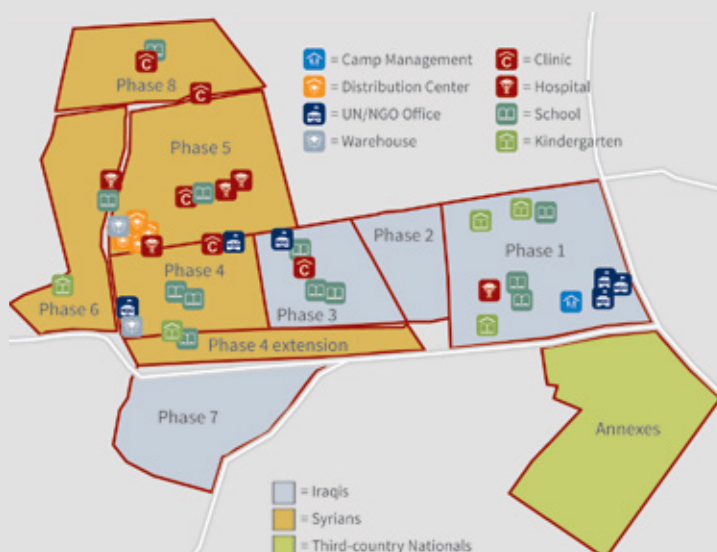 Phase 8
= Camp Management
= Clinic
= Distribution Center
= Hospital
= UN/NGO Office
= School
= Warehouse
= Kindergarten
Phase 5
Phase 2
Phase 1
Phase 4
Phase 3
Phase 6
Phase 4 extension
Phase 7
Annexes
= Iraqis
= Syrians
= Third-country Nationals